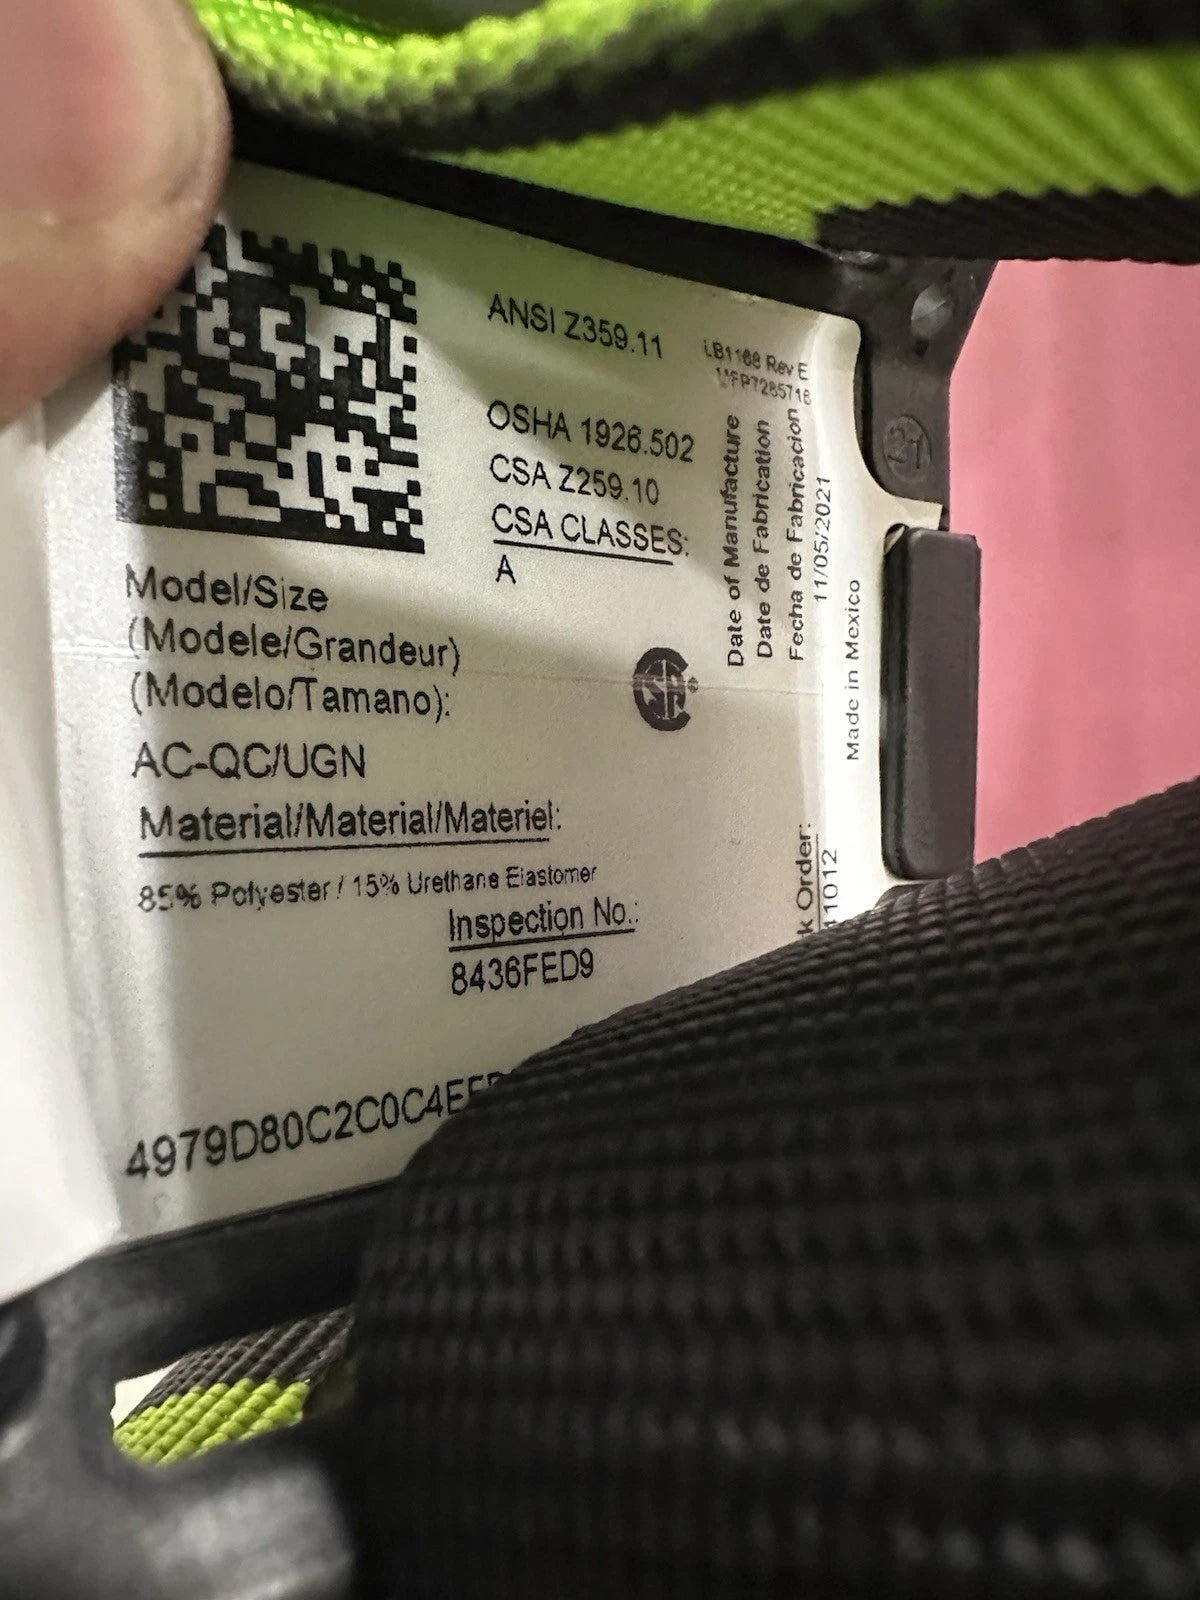 ANSI Z359.11
LB1168 Rev E
OSHA 1926.502
CSA Z259.10
CSA CLASSES:
A
Date of Manufacture
Date de Fabrication
Fecha de Fabricacion
11/05/2021
Made in Mexico
Model/Size
(Modele/Grandeur)
(Modelo/Tamano):
AC-QC/UGN
Material/Material/Materiel:
85% Polyester / 15% Urethane Elastomer
Inspection No.:
8436FED9
Order:
4979D80C2C0C4E